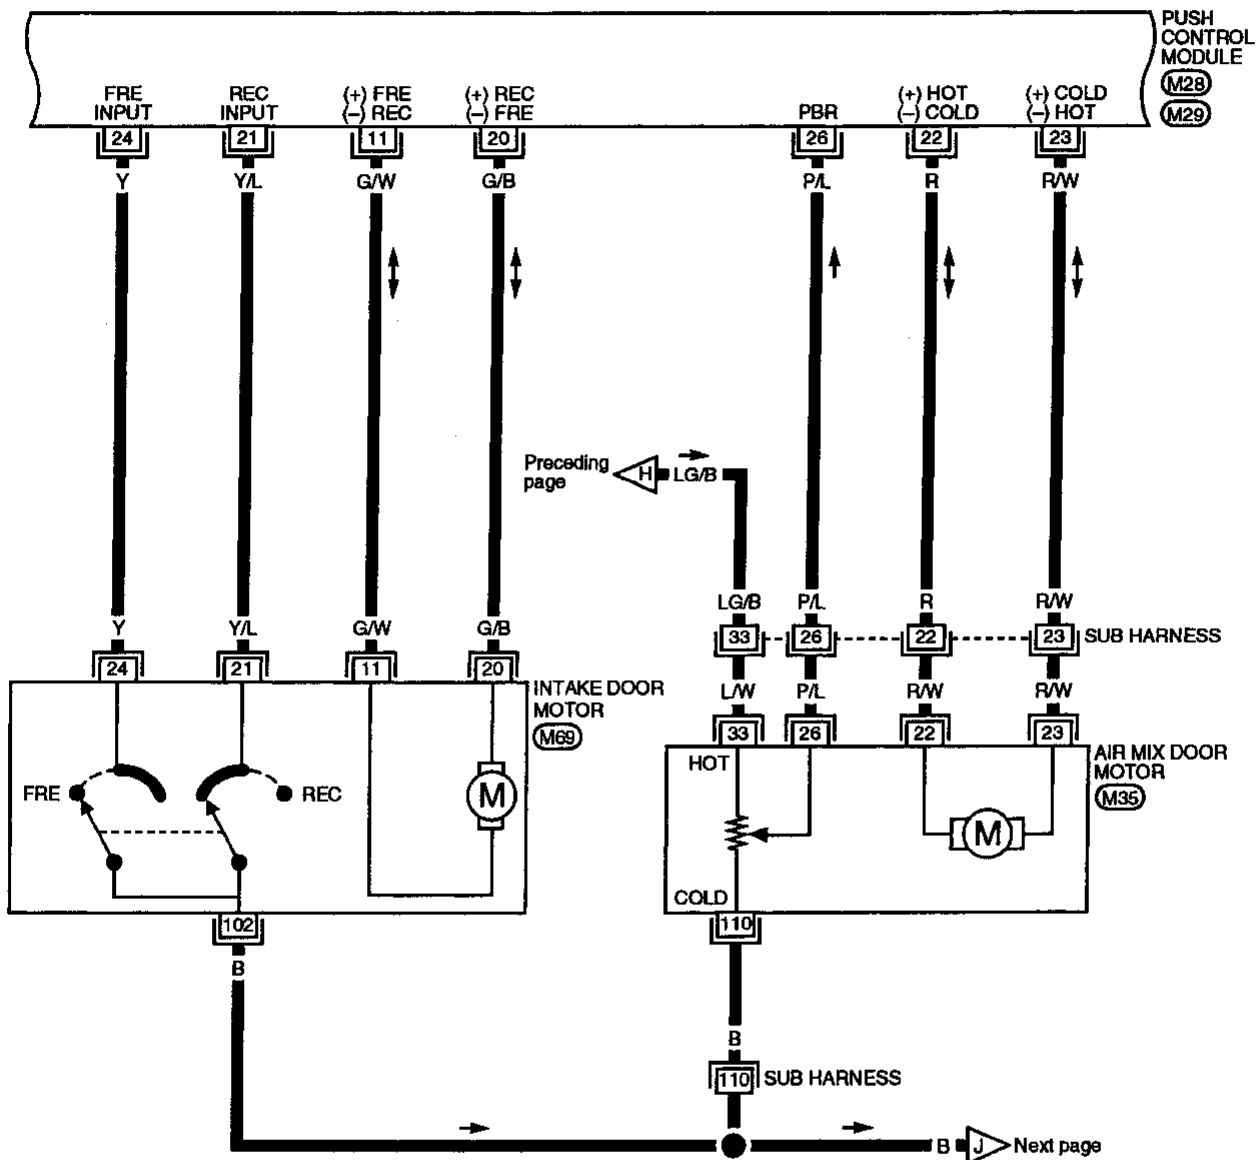 PUSH
CONTROL
MODULE
M28
M29
FRE
INPUT
REC
INPUT
(+) FRE
(–) REC
(+) REC
(–) FRE
PBR
(+) HOT
(–) COLD
(+) COLD
(–) HOT
24 21 11 20 26 22 23
Y Y/L G/W G/B P/L R R/W
Preceding
page
H LG/B
LG/B P/L R R/W
33 26 22 23 SUB HARNESS
Y Y/L G/W G/B
24 21 11 20
L/W P/L R/W R/W
33 26 22 23
INTAKE DOOR
MOTOR
M69
AIR MIX DOOR
MOTOR
M35
FRE REC M
HOT
M
COLD
102
110
B
B
110 SUB HARNESS
B J Next page